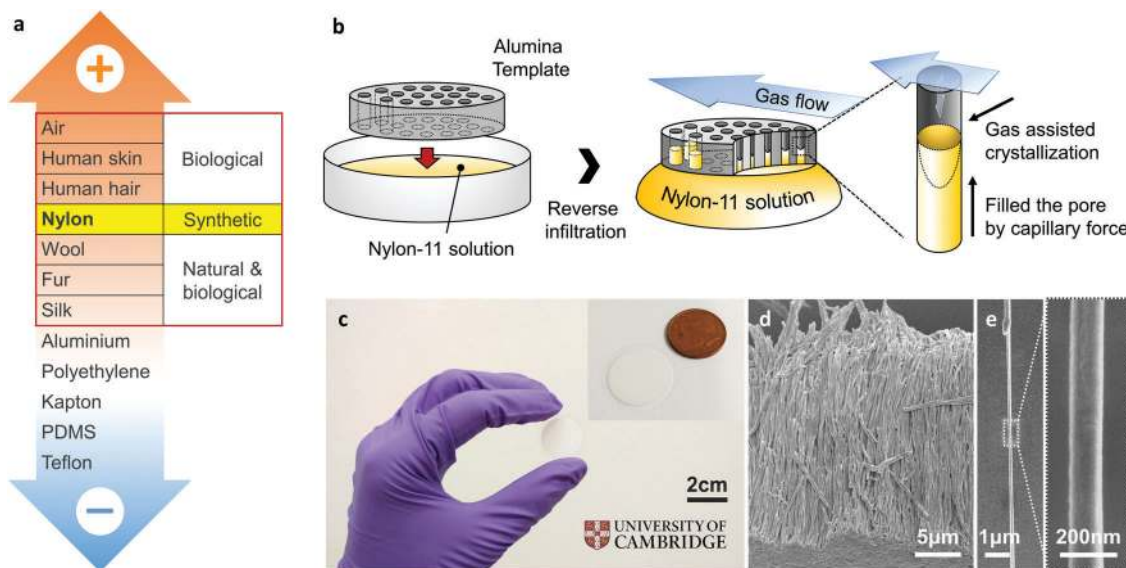 a
+
Air
Human skin
Human hair
Biological
Nylon
Synthetic
Wool
Fur
Silk
Natural &
biological
Aluminium
Polyethylene
Kapton
PDMS
Teflon
−
b
Alumina
Template
Nylon-11 solution
Reverse
infiltration
Gas flow
Nylon-11 solution
Gas assisted
crystallization
Filled the pore
by capillary force
c
2cm
UNIVERSITY OF
CAMBRIDGE
d
5μm
e
1μm
200nm